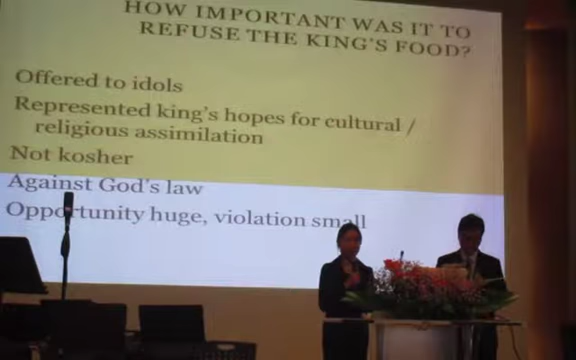 HOW IMPORTANT WAS IT TO
REFUSE THE KING'S FOOD?
Offered to idols
Represented king's hopes for cultural /
religious assimilation
Not kosher
Against God's law
Opportunity huge, violation small